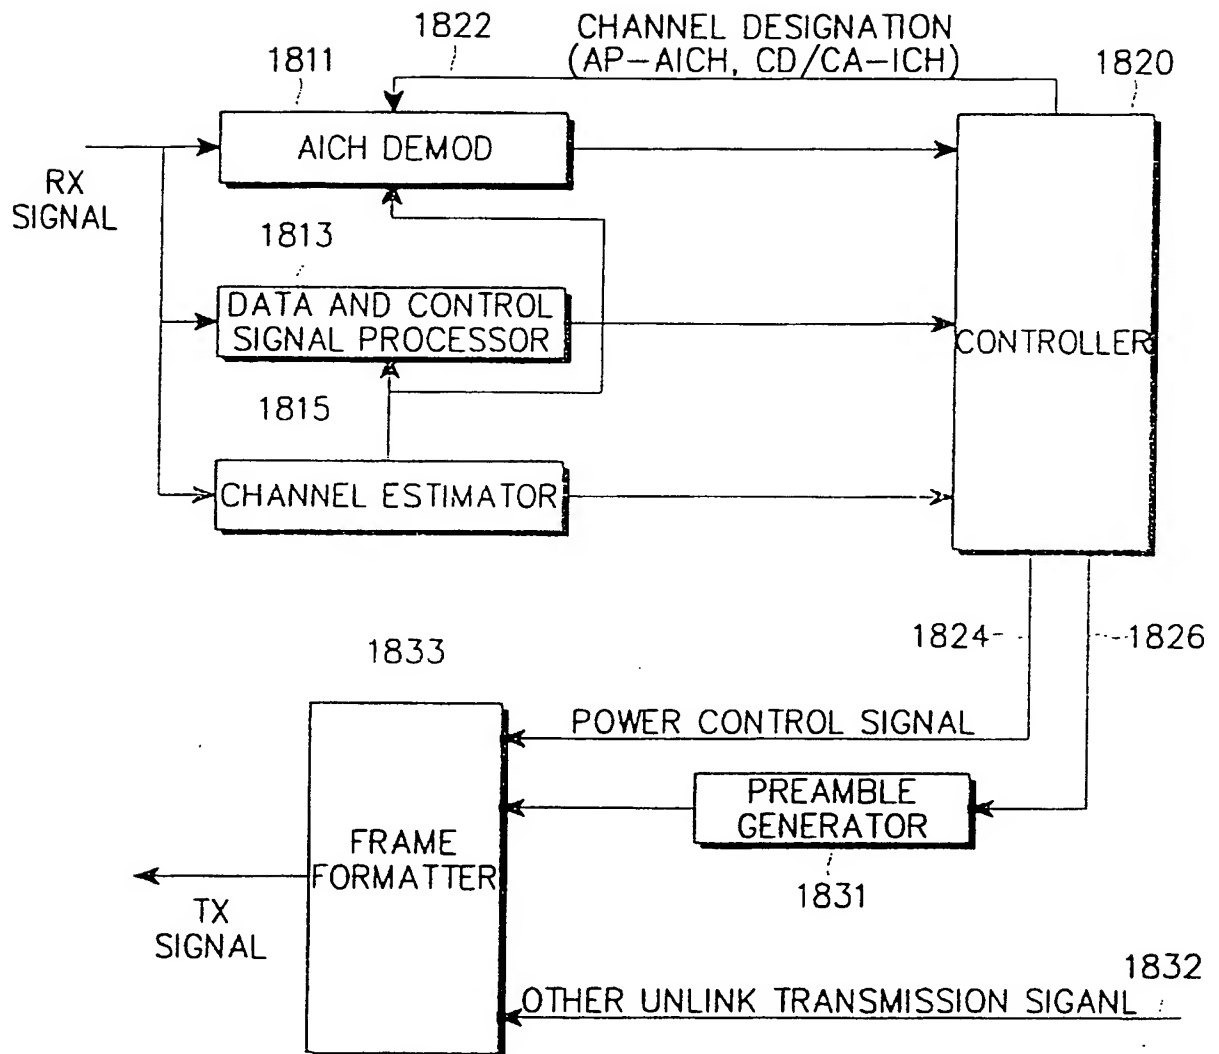 1822
CHANNEL DESIGNATION
(AP-AICH, CD/CA-ICH)
1811
1820
AICH DEMOD
RX
SIGNAL
1813
DATA AND CONTROL
SIGNAL PROCESSOR
CONTROLLER
1815
CHANNEL ESTIMATOR
1824
1826
1833
POWER CONTROL SIGNAL
PREAMBLE
GENERATOR
FRAME
FORMATTER
1831
TX
SIGNAL
1832
OTHER UNLINK TRANSMISSION SIGANL